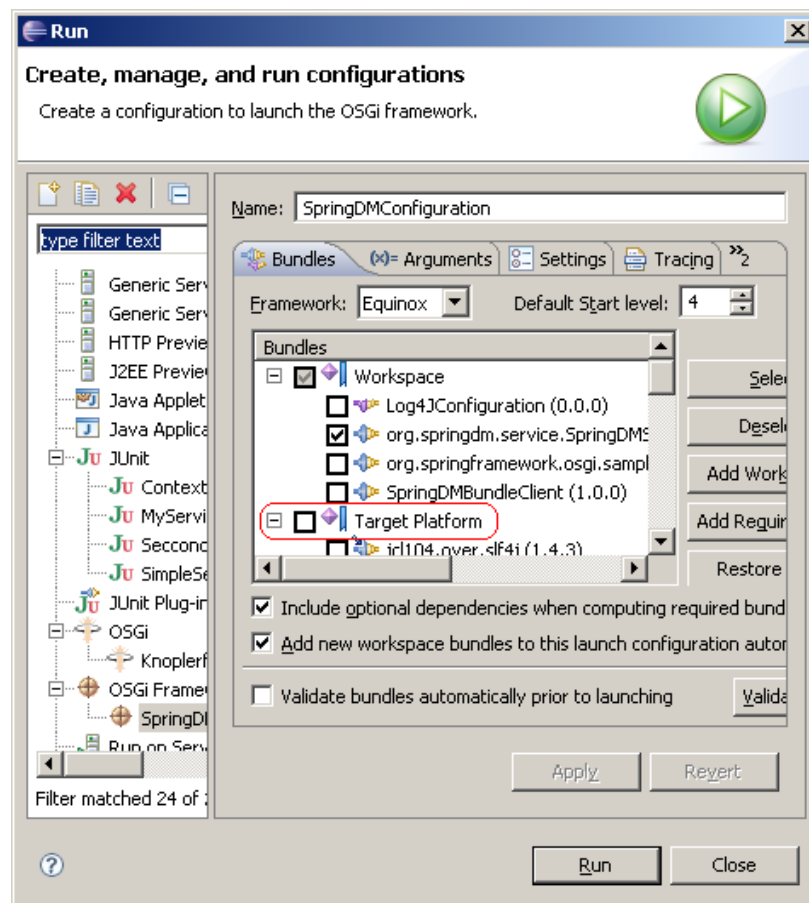 Run
Create, manage, and run configurations
Create a configuration to launch the OSGi framework.
type filter text
Generic Serv
Generic Serv
HTTP Previe
J2EE Previe
Java Applet
Java Applica
JUnit
Context
MyServi
Secconc
SimpleSe
JUnit Plug-in
OSGi
Knoplerf
OSGi Frame
SpringD
Run on Serv
Filter matched 24 of
Name: SpringDMConfiguration
Bundles (x)= Arguments Settings Tracing »2
Framework: Equinox Default Start level: 4
Bundles
Workspace
Log4JConfiguration (0.0.0)
org.springdm.service.SpringDMS
org.springframework.osgi.sampl
SpringDMBundleClient (1.0.0)
Target Platform
jcl104.over.slf4j (1.4.3)
Selec
Desele
Add Work
Add Requir
Restore
Include optional dependencies when computing required bund
Add new workspace bundles to this launch configuration autor
Validate bundles automatically prior to launching Valida
Apply Revert
? Run Close